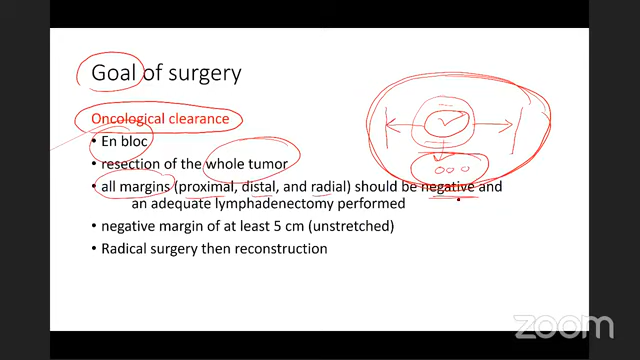 Goal of surgery
Oncological clearance
• En bloc
• resection of the whole tumor
• all margins (proximal, distal, and radial) should be negative and
an adequate lymphadenectomy performed
• negative margin of at least 5 cm (unstretched)
• Radical surgery then reconstruction
zoom